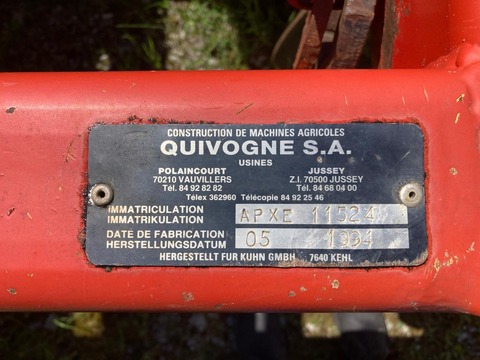 CONSTRUCTION DE MACHINES AGRICOLES
QUIVOGNE S.A.
USINES
POLAINCOURT JUSSEY
70210 VAUVILLERS Z.I. 70500 JUSSEY
Tél. 84 92 82 82 Tél. 84 68 04 00
Télex 362960 Télécopie 84 92 25 46
IMMATRICULATION
IMMATRIKULATION APXE 11524
DATE DE FABRICATION
HERSTELLUNGSDATUM 05 1994
HERGESTELLT FUR KUHN GMBH 7640 KEHL